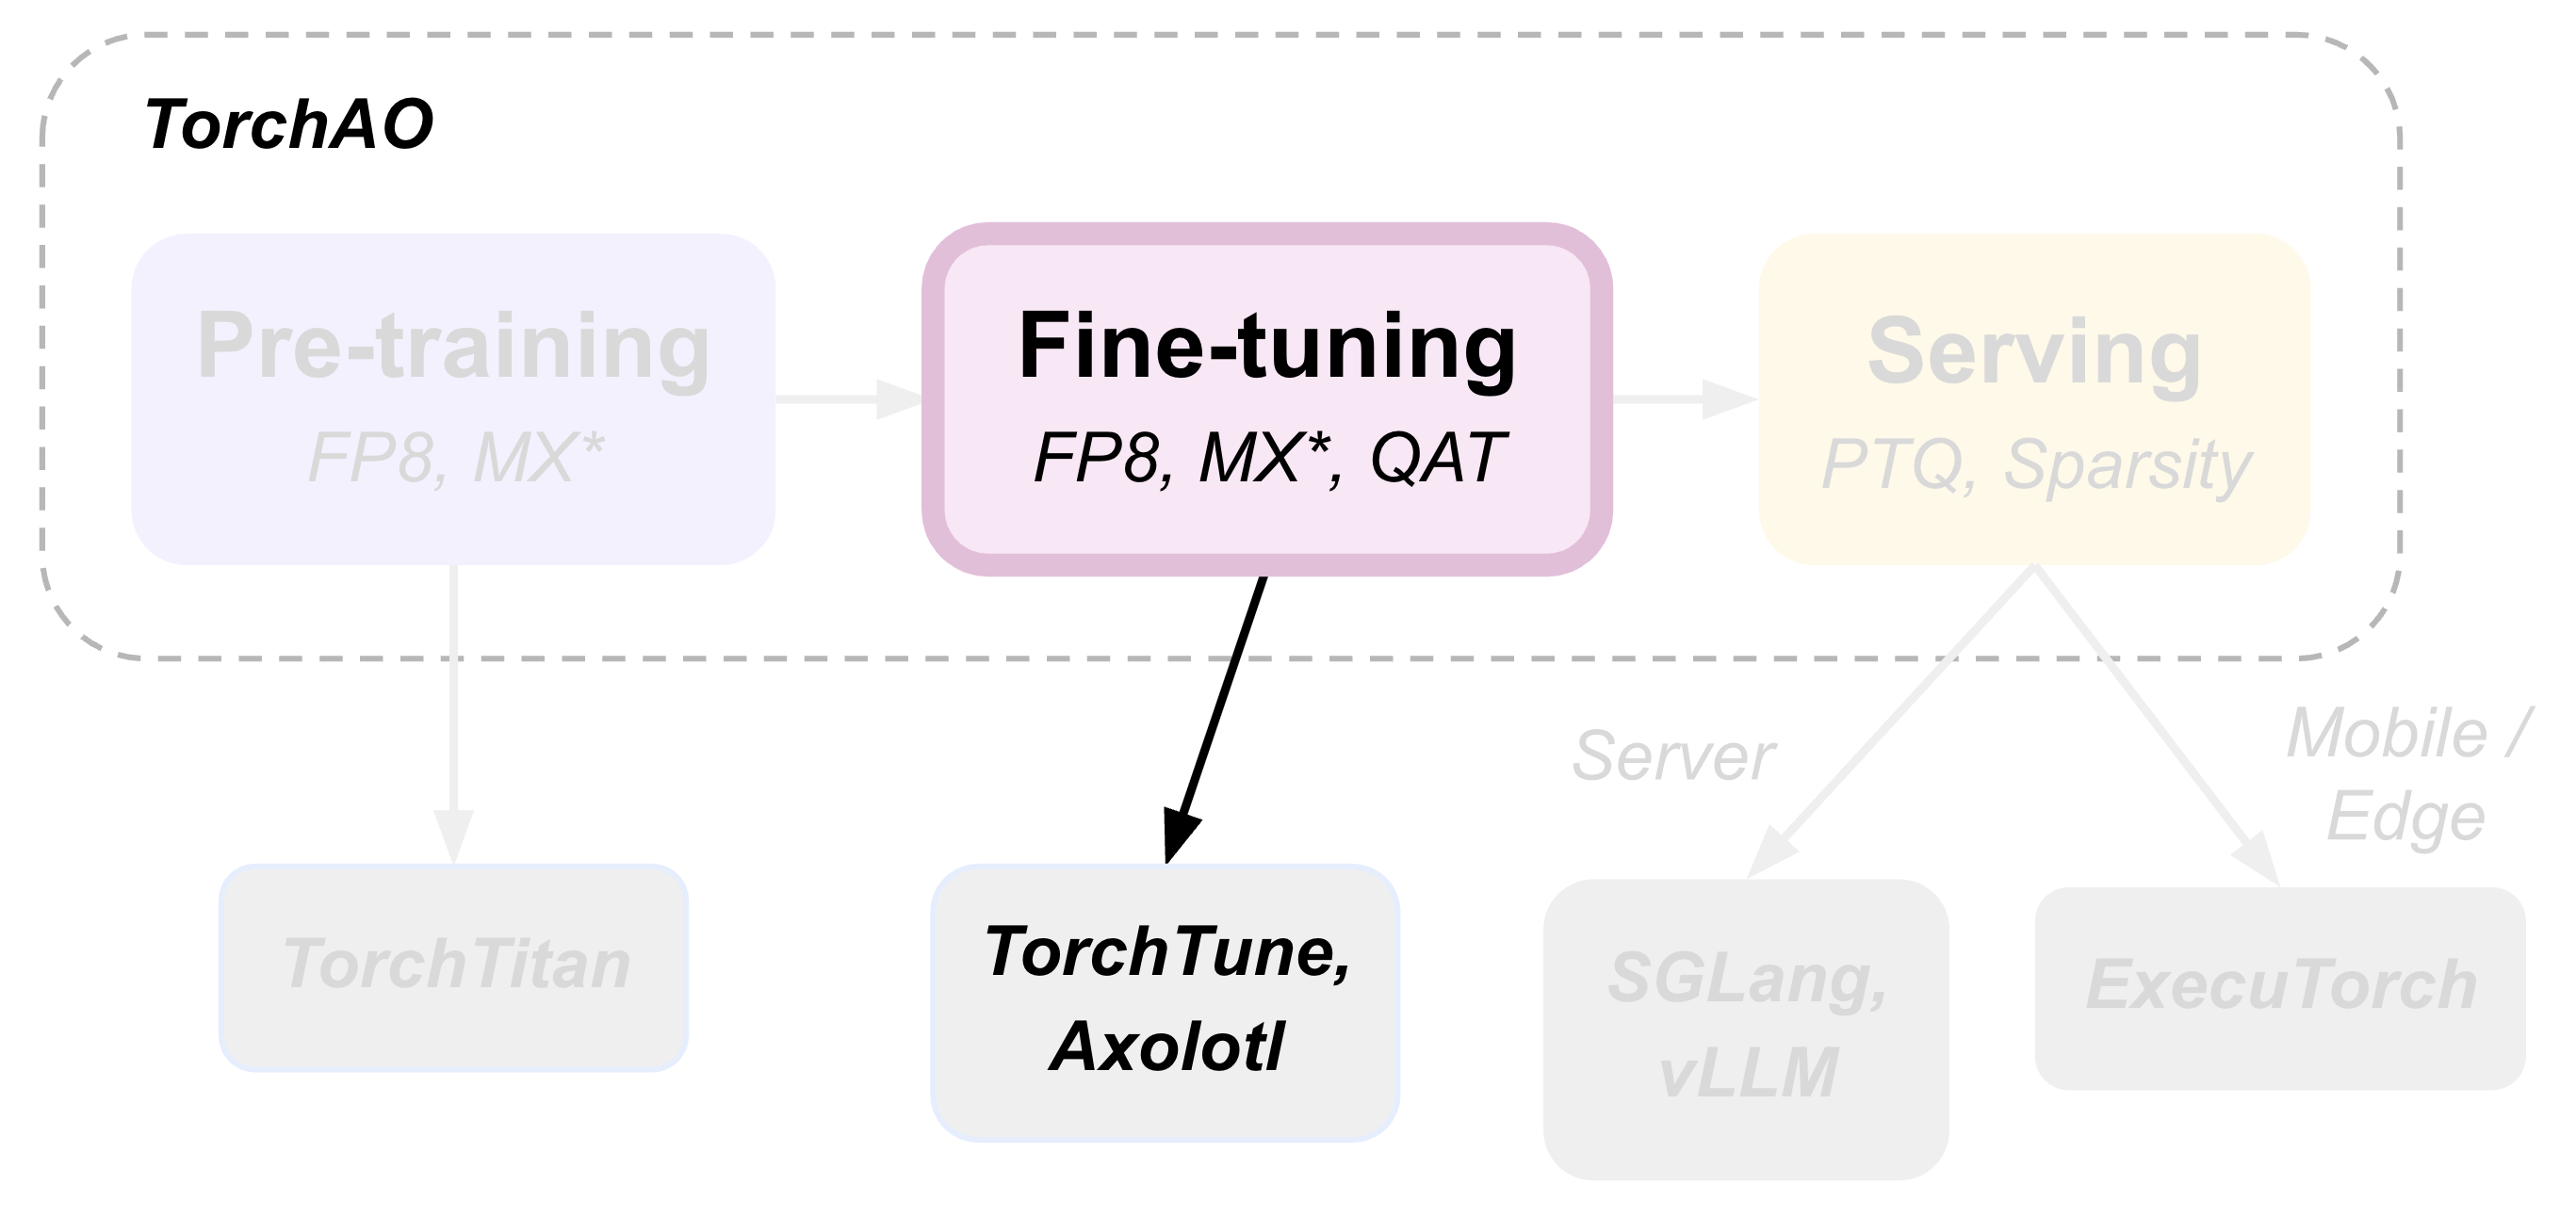 TorchAO
Pre-training
FP8, MX*
Fine-tuning
FP8, MX*, QAT
Serving
PTQ, Sparsity
Server
Mobile /
Edge
TorchTitan
TorchTune,
Axolotl
SGLang,
vLLM
ExecuTorch